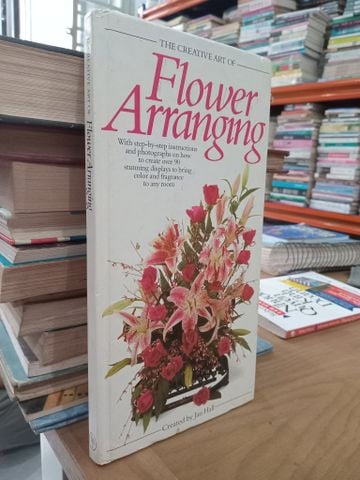 THE CREATIVE ART OF
Flower
Arranging
With step-by-step instructions
and photographs on how
to create over 90
stunning displays to bring
color and fragrance
to any room
Created by Jan Hall
THE CREATIVE ART OF
Flower Arranging